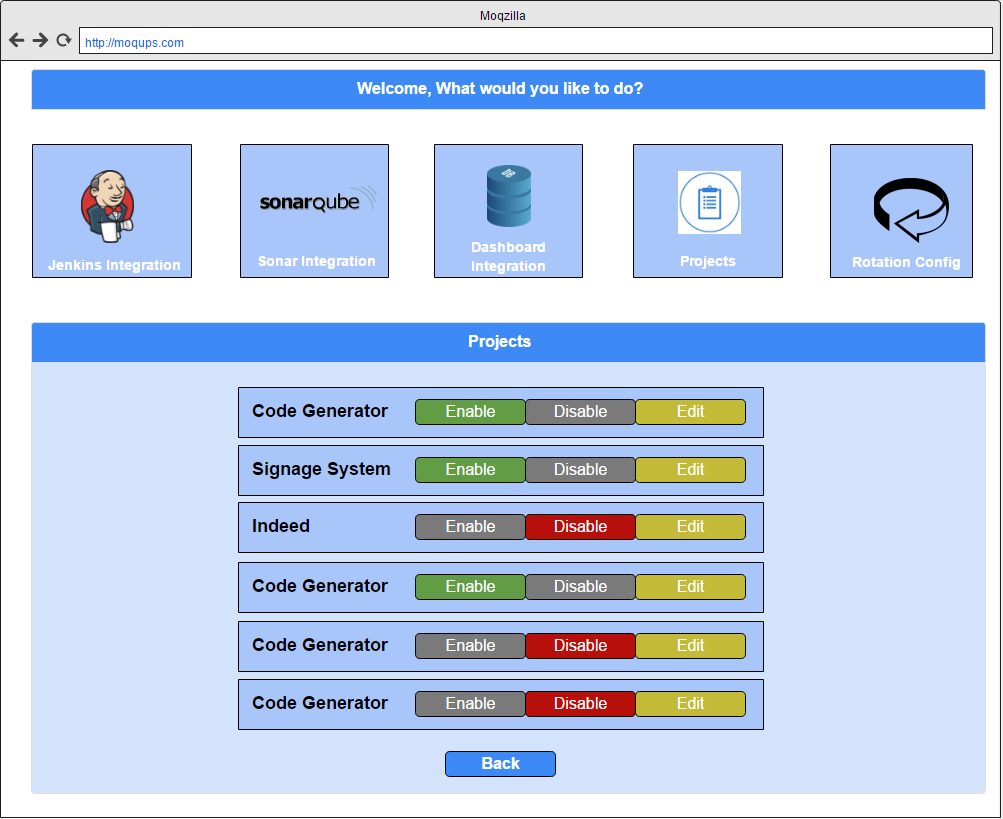 Moqzilla
http://moqups.com
Welcome, What would you like to do?
Jenkins Integration
sonarqube
Sonar Integration
Dashboard
Integration
Projects
Rotation Config
Projects
Code Generator Enable Disable Edit
Signage System Enable Disable Edit
Indeed Enable Disable Edit
Code Generator Enable Disable Edit
Code Generator Enable Disable Edit
Code Generator Enable Disable Edit
Back